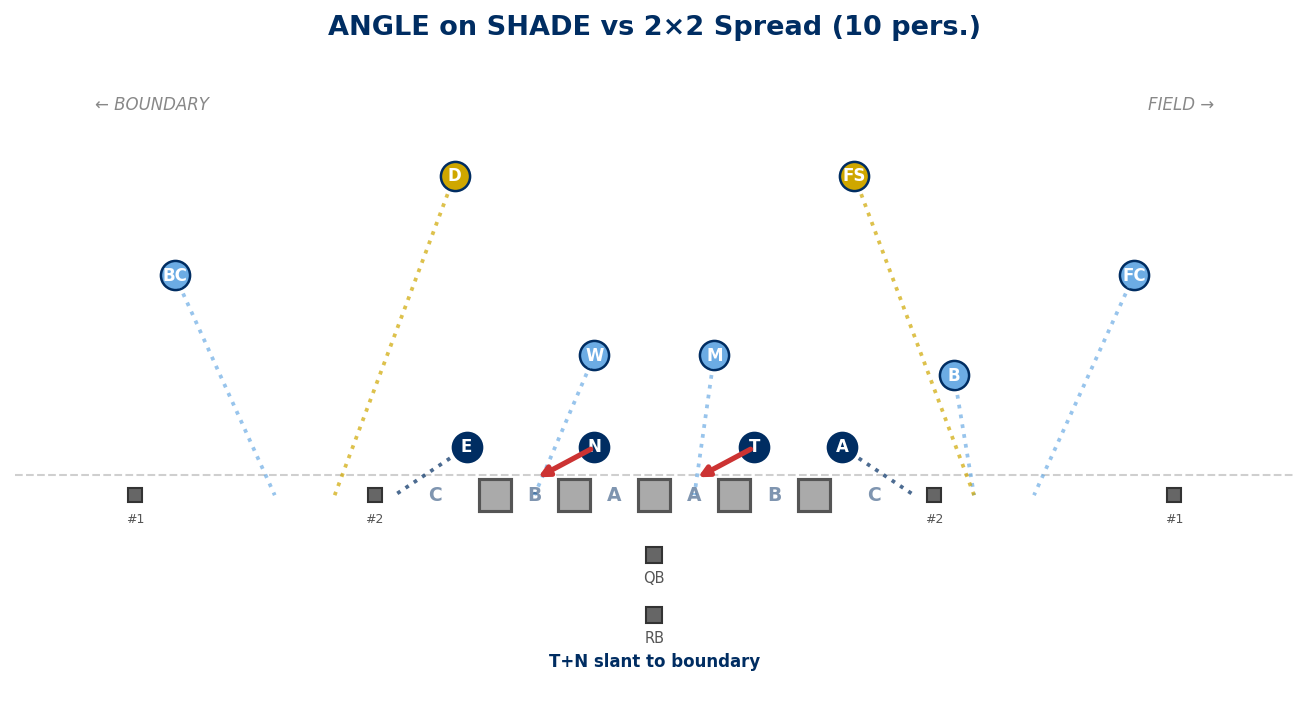 ANGLE on SHADE vs 2×2 Spread (10 pers.)
← BOUNDARY
FIELD →
D
FS
BC
FC
W
M
B
E
N
T
A
C
B
A
A
B
C
#1
#2
#2
#1
QB
RB
T+N slant to boundary